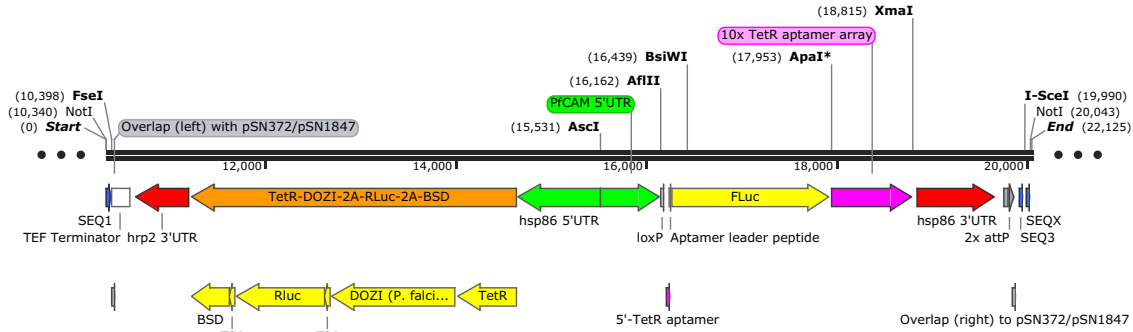 (18,815) XmaI
10x TetR aptamer array
(16,439) BsiWI (17,953) ApaI*
(16,162) AflII
(10,398) FseI PfCAM 5'UTR I-SceI (19,990)
(10,340) NotI NotI (20,043)
(0) Start Overlap (left) with pSN372/pSN1847 (15,531) AscI End (22,125)
12,000 14,000 16,000 18,000 20,000
TetR-DOZI-2A-RLuc-2A-BSD FLuc
SEQ1 hsp86 5'UTR hsp86 3'UTR SEQX
TEF Terminator hrp2 3'UTR loxP Aptamer leader peptide 2x attP SEQ3
Rluc DOZI (P. falci... TetR
BSD 5'-TetR aptamer Overlap (right) to pSN372/pSN1847